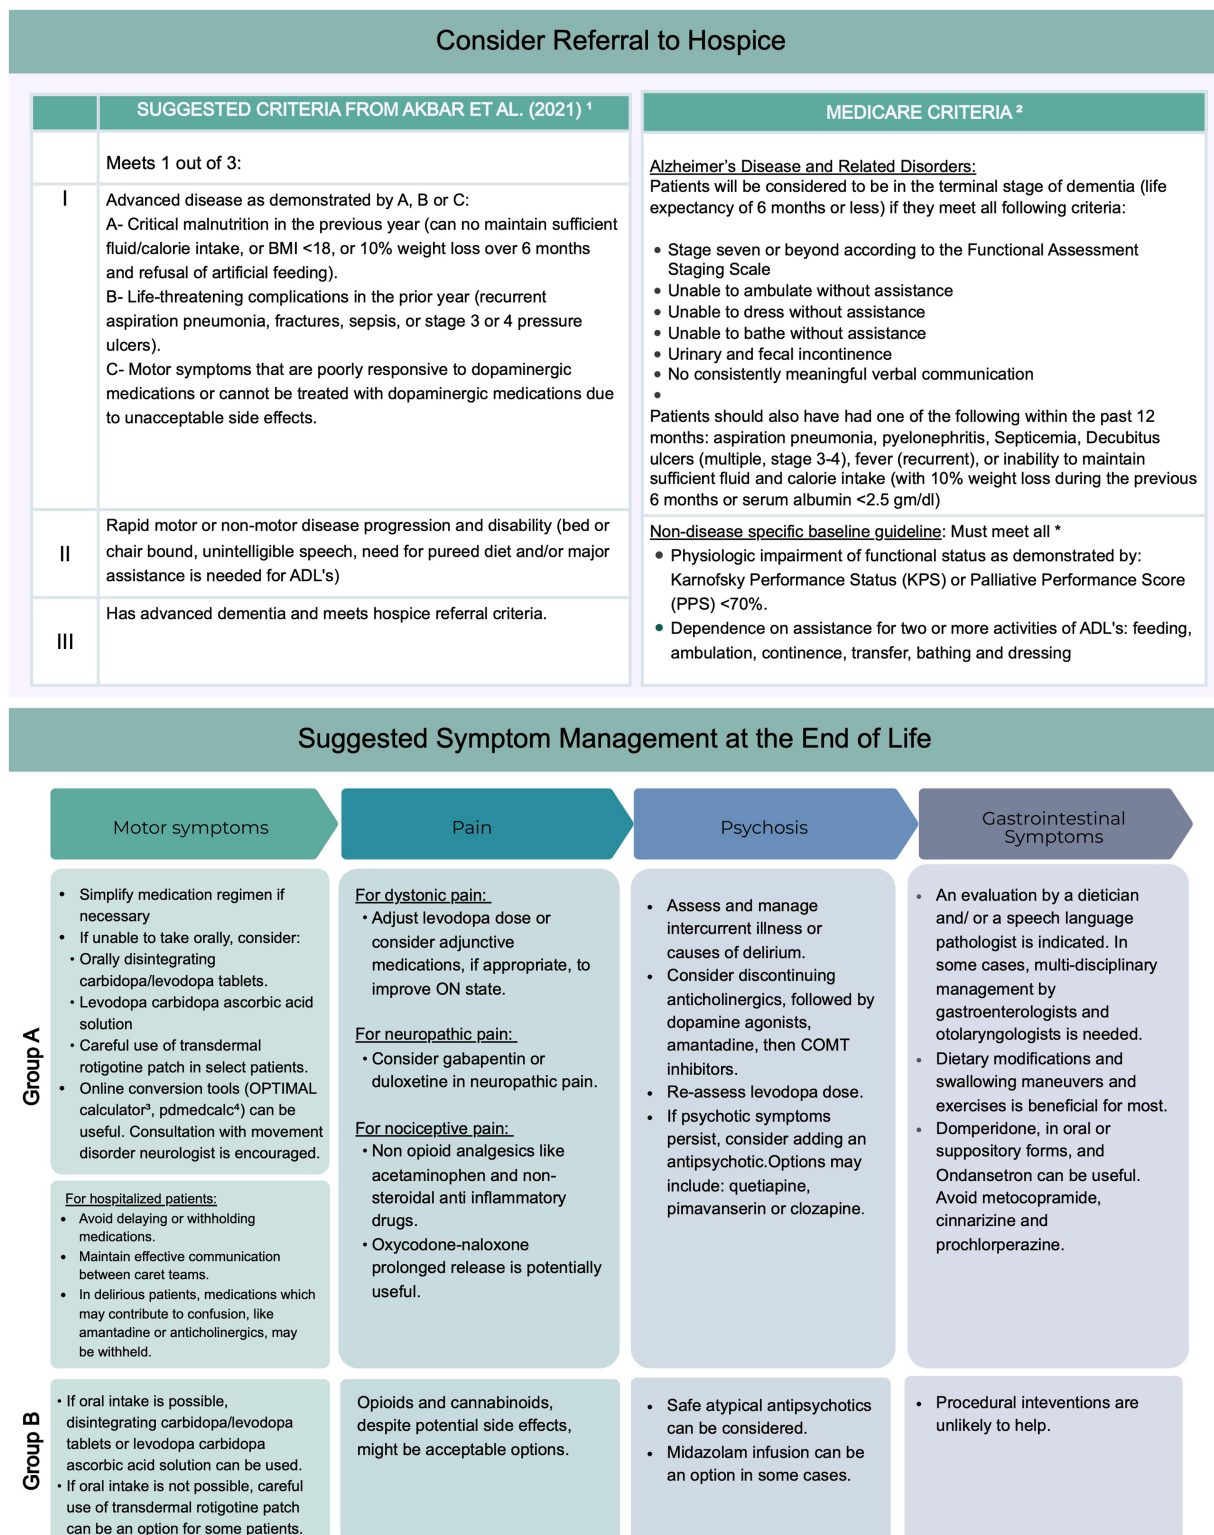 Consider Referral to Hospice
SUGGESTED CRITERIA FROM AKBAR ET AL. (2021) ¹
Meets 1 out of 3:
I
Advanced disease as demonstrated by A, B or C:
A- Critical malnutrition in the previous year (can no maintain sufficient
fluid/calorie intake, or BMI <18, or 10% weight loss over 6 months
and refusal of artificial feeding).
B- Life-threatening complications in the prior year (recurrent
aspiration pneumonia, fractures, sepsis, or stage 3 or 4 pressure
ulcers).
C- Motor symptoms that are poorly responsive to dopaminergic
medications or cannot be treated with dopaminergic medications due
to unacceptable side effects.
II
Rapid motor or non-motor disease progression and disability (bed or
chair bound, unintelligible speech, need for pureed diet and/or major
assistance is needed for ADL's)
III
Has advanced dementia and meets hospice referral criteria.
MEDICARE CRITERIA ²
Alzheimer's Disease and Related Disorders:
Patients will be considered to be in the terminal stage of dementia (life
expectancy of 6 months or less) if they meet all following criteria:
• Stage seven or beyond according to the Functional Assessment
Staging Scale
• Unable to ambulate without assistance
• Unable to dress without assistance
• Unable to bathe without assistance
• Urinary and fecal incontinence
• No consistently meaningful verbal communication
•
Patients should also have had one of the following within the past 12
months: aspiration pneumonia, pyelonephritis, Septicemia, Decubitus
ulcers (multiple, stage 3-4), fever (recurrent), or inability to maintain
sufficient fluid and calorie intake (with 10% weight loss during the previous
6 months or serum albumin <2.5 gm/dl)
Non-disease specific baseline guideline: Must meet all *
• Physiologic impairment of functional status as demonstrated by:
Karnofsky Performance Status (KPS) or Palliative Performance Score
(PPS) <70%.
• Dependence on assistance for two or more activities of ADL's: feeding,
ambulation, continence, transfer, bathing and dressing
Suggested Symptom Management at the End of Life
Motor symptoms
Pain
Psychosis
Gastrointestinal
Symptoms
Group A
• Simplify medication regimen if
necessary
• If unable to take orally, consider:
• Orally disintegrating
carbidopa/levodopa tablets.
• Levodopa carbidopa ascorbic acid
solution
• Careful use of transdermal
rotigotine patch in select patients.
• Online conversion tools (OPTIMAL
calculator³, pdmedcalc⁴) can be
useful. Consultation with movement
disorder neurologist is encouraged.
For hospitalized patients:
• Avoid delaying or withholding
medications.
• Maintain effective communication
between caret teams.
• In delirious patients, medications which
may contribute to confusion, like
amantadine or anticholinergics, may
be withheld.
For dystonic pain:
• Adjust levodopa dose or
consider adjunctive
medications, if appropriate, to
improve ON state.
For neuropathic pain:
• Consider gabapentin or
duloxetine in neuropathic pain.
For nociceptive pain:
• Non opioid analgesics like
acetaminophen and non-
steroidal anti inflammatory
drugs.
• Oxycodone-naloxone
prolonged release is potentially
useful.
• Assess and manage
intercurrent illness or
causes of delirium.
• Consider discontinuing
anticholinergics, followed by
dopamine agonists,
amantadine, then COMT
inhibitors.
• Re-assess levodopa dose.
• If psychotic symptoms
persist, consider adding an
antipsychotic.Options may
include: quetiapine,
pimavanserin or clozapine.
• An evaluation by a dietician
and/ or a speech language
pathologist is indicated. In
some cases, multi-disciplinary
management by
gastroenterologists and
otolaryngologists is needed.
• Dietary modifications and
swallowing maneuvers and
exercises is beneficial for most.
• Domperidone, in oral or
suppository forms, and
Ondansetron can be useful.
Avoid metocopramide,
cinnarizine and
prochlorperazine.
Group B
• If oral intake is possible,
disintegrating carbidopa/levodopa
tablets or levodopa carbidopa
ascorbic acid solution can be used.
• If oral intake is not possible, careful
use of transdermal rotigotine patch
can be an option for some patients.
Opioids and cannabinoids,
despite potential side effects,
might be acceptable options.
• Safe atypical antipsychotics
can be considered.
• Midazolam infusion can be
an option in some cases.
• Procedural inteventions are
unlikely to help.